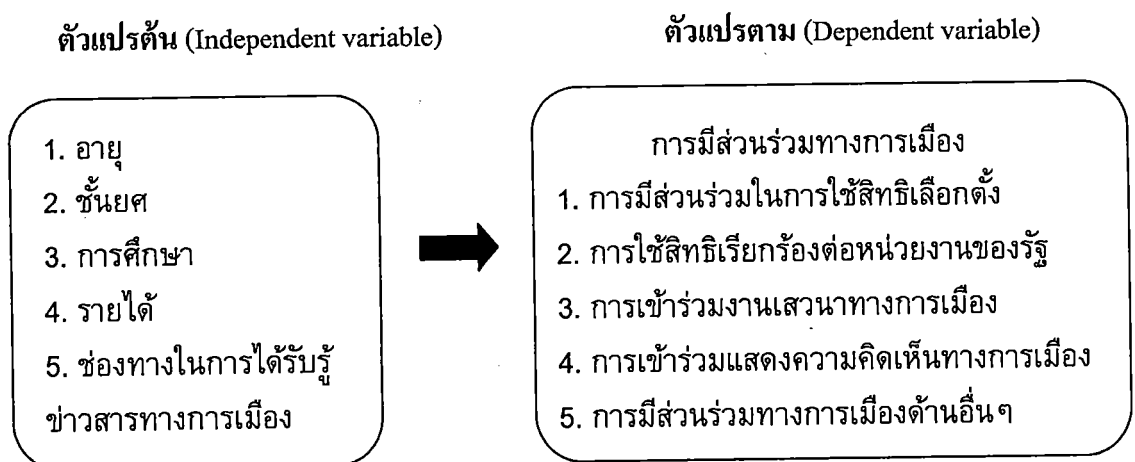 ตัวแปรต้น (Independent variable)
1. อายุ
2. ชั้นยศ
3. การศึกษา
4. รายได้
5. ช่องทางในการได้รับรู้
ข่าวสารทางการเมือง
ตัวแปรตาม (Dependent variable)
การมีส่วนร่วมทางการเมือง
1. การมีส่วนร่วมในการใช้สิทธิเลือกตั้ง
2. การใช้สิทธิเรียกร้องต่อหน่วยงานของรัฐ
3. การเข้าร่วมงานเสวนาทางการเมือง
4. การเข้าร่วมแสดงความคิดเห็นทางการเมือง
5. การมีส่วนร่วมทางการเมืองด้านอื่นๆ